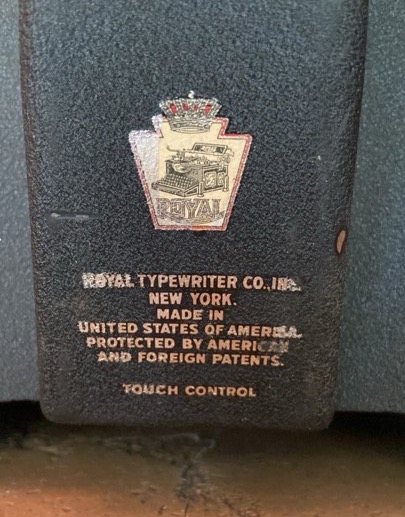 ROYAL
ROYAL TYPEWRITER CO., INC.
NEW YORK.
MADE IN
UNITED STATES OF AMERICA.
PROTECTED BY AMERICAN
AND FOREIGN PATENTS.
TOUCH CONTROL